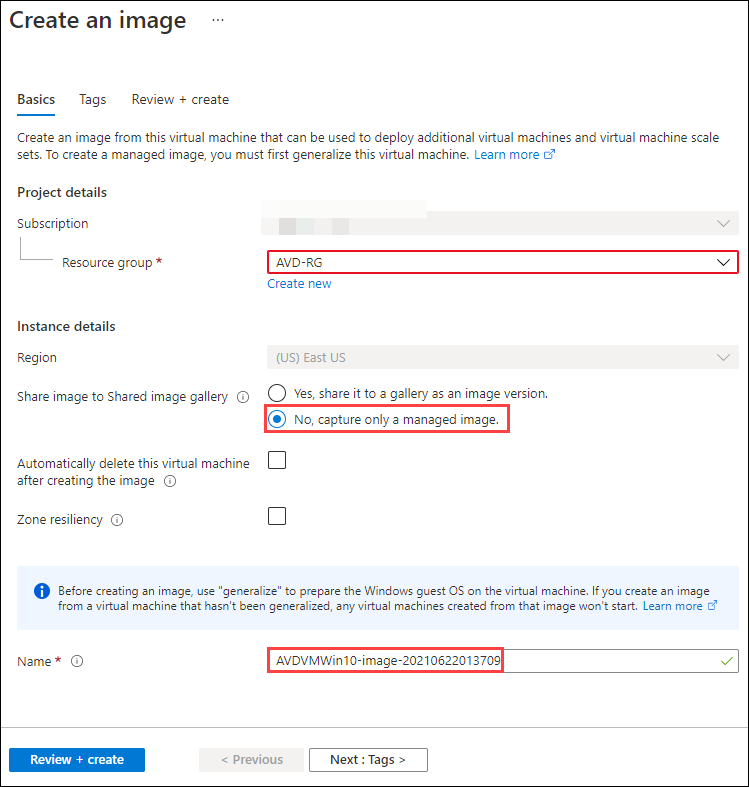 Create an image ...
Basics Tags Review + create
Create an image from this virtual machine that can be used to deploy additional virtual machines and virtual machine scale
sets. To create a managed image, you must first generalize this virtual machine. Learn more
Project details
Subscription
Resource group * AVD-RG
Create new
Instance details
Region (US) East US
Share image to Shared image gallery Yes, share it to a gallery as an image version.
No, capture only a managed image.
Automatically delete this virtual machine
after creating the image
Zone resiliency
Before creating an image, use "generalize" to prepare the Windows guest OS on the virtual machine. If you create an image
from a virtual machine that hasn't been generalized, any virtual machines created from that image won't start. Learn more
Name * AVDVMWin10-image-20210622013709
Review + create < Previous Next : Tags >